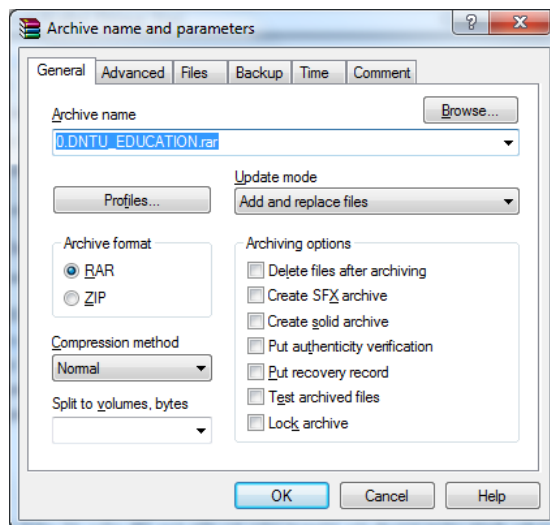 Archive name and parameters
General Advanced Files Backup Time Comment
Archive name
Browse...
0.DNTU_EDUCATION.rar
Update mode
Profiles...
Add and replace files
Archive format
RAR
ZIP
Compression method
Normal
Split to volumes, bytes
Archiving options
Delete files after archiving
Create SFX archive
Create solid archive
Put authenticity verification
Put recovery record
Test archived files
Lock archive
OK Cancel Help